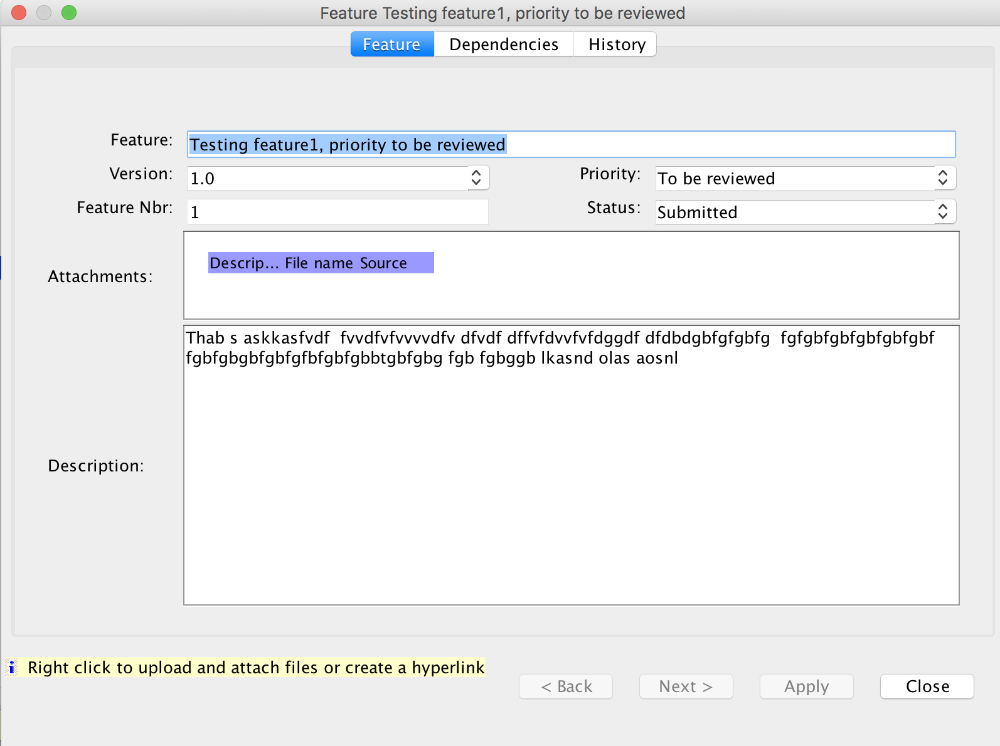 Feature Testing feature1, priority to be reviewed
Feature Dependencies History
Feature: Testing feature1, priority to be reviewed
Version: 1.0 Priority: To be reviewed
Feature Nbr: 1 Status: Submitted
Attachments: Descrip... File name Source
Description: Thab s askkasfvdf  fvvdfvfvvvvdfv dfvdf dffvfdvvfvfdggdf dfdbdgbfgfgbfg  fgfgbfgbfgbfgbfgbf
fgbfgbgbfgbfgfbfgbfgbbtgbfgbg fgb fgbggb lkasnd olas aosnl
i Right click to upload and attach files or create a hyperlink
< Back Next > Apply Close